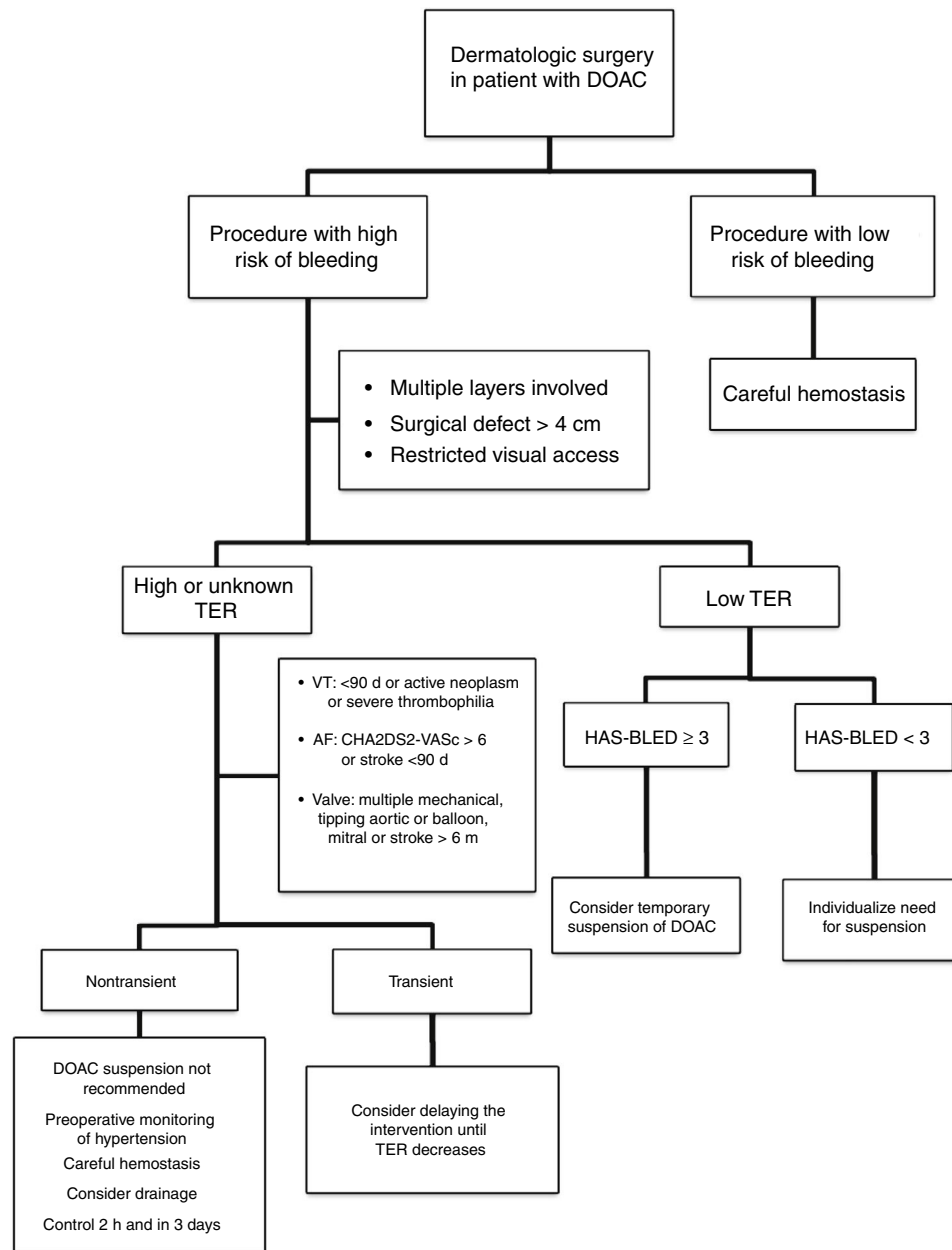 Dermatologic surgery
in patient with DOAC
Procedure with high
risk of bleeding
Procedure with low
risk of bleeding
• Multiple layers involved
• Surgical defect > 4 cm
• Restricted visual access
Careful hemostasis
High or unknown
TER
Low TER
• VT: <90 d or active neoplasm
or severe thrombophilia
• AF: CHA2DS2-VASc > 6
or stroke <90 d
• Valve: multiple mechanical,
tipping aortic or balloon,
mitral or stroke > 6 m
HAS-BLED ≥ 3
HAS-BLED < 3
Consider temporary
suspension of DOAC
Individualize need
for suspension
Nontransient
Transient
DOAC suspension not
recommended
Preoperative monitoring
of hypertension
Careful hemostasis
Consider drainage
Control 2 h and in 3 days
Consider delaying the
intervention until
TER decreases